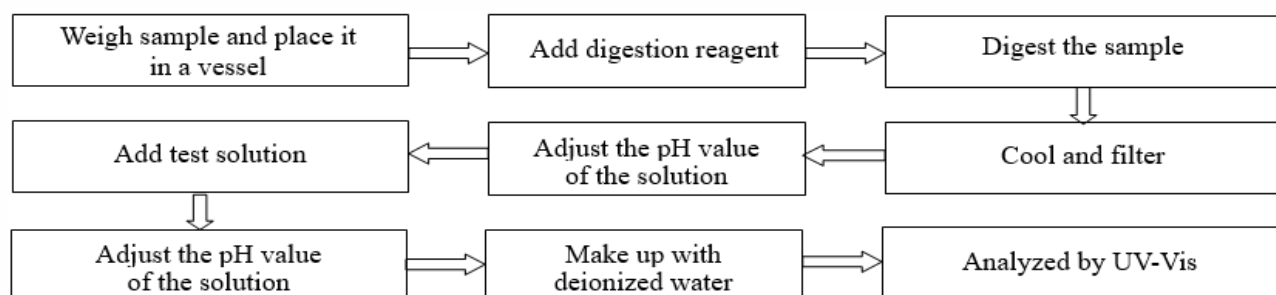 Weigh sample and place it
in a vessel
Add digestion reagent
Digest the sample
Cool and filter
Adjust the pH value
of the solution
Add test solution
Adjust the pH value
of the solution
Make up with
deionized water
Analyzed by UV-Vis